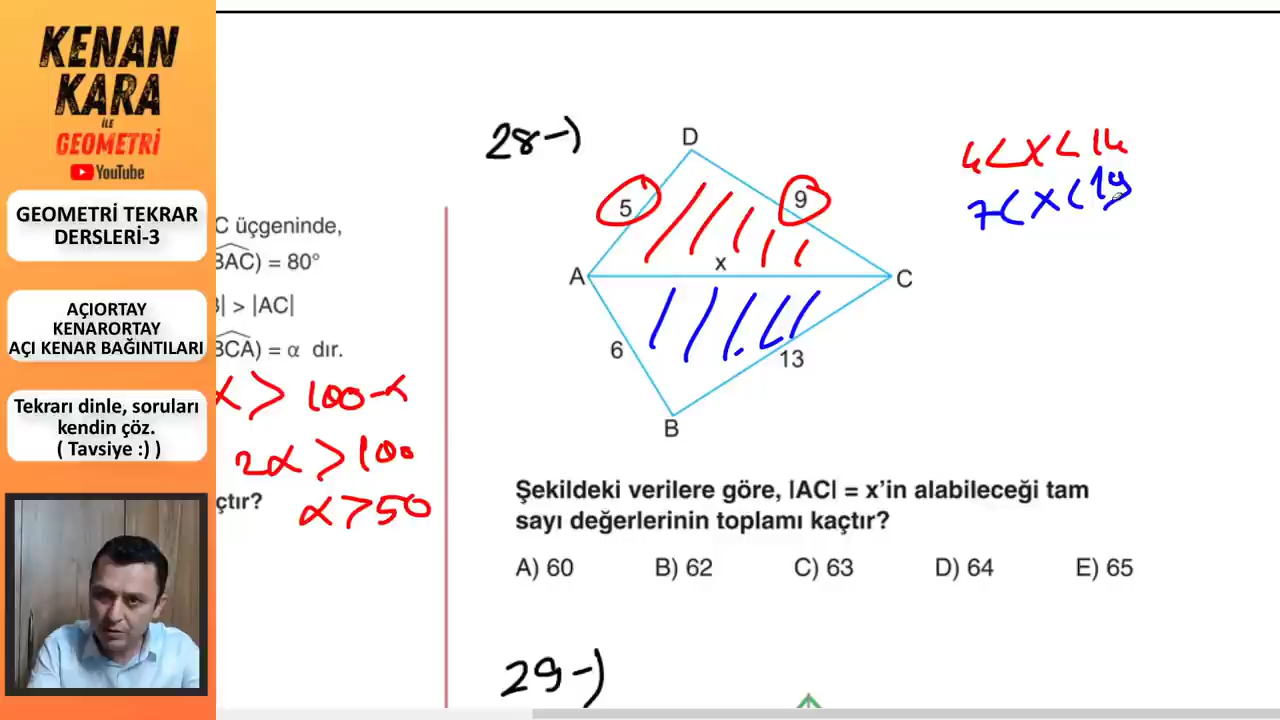 KENAN
KARA
İLE
GEOMETRİ
YouTube
GEOMETRİ TEKRAR
DERSLERİ-3
AÇIORTAY
KENARORTAY
AÇI KENAR BAĞINTILARI
Tekrarı dinle, soruları
kendin çöz.
( Tavsiye :) )
C üçgeninde,
BAC) = 80°
| > |AC|
BCA) = α dır.
α > 100-α
2α > 100
α > 50
çtır?
28-)
D
5
9
A
x
C
6
13
B
4<x<14
7<x<19
Şekildeki verilere göre, |AC| = x'in alabileceği tam
sayı değerlerinin toplamı kaçtır?
A) 60 B) 62 C) 63 D) 64 E) 65
29-)